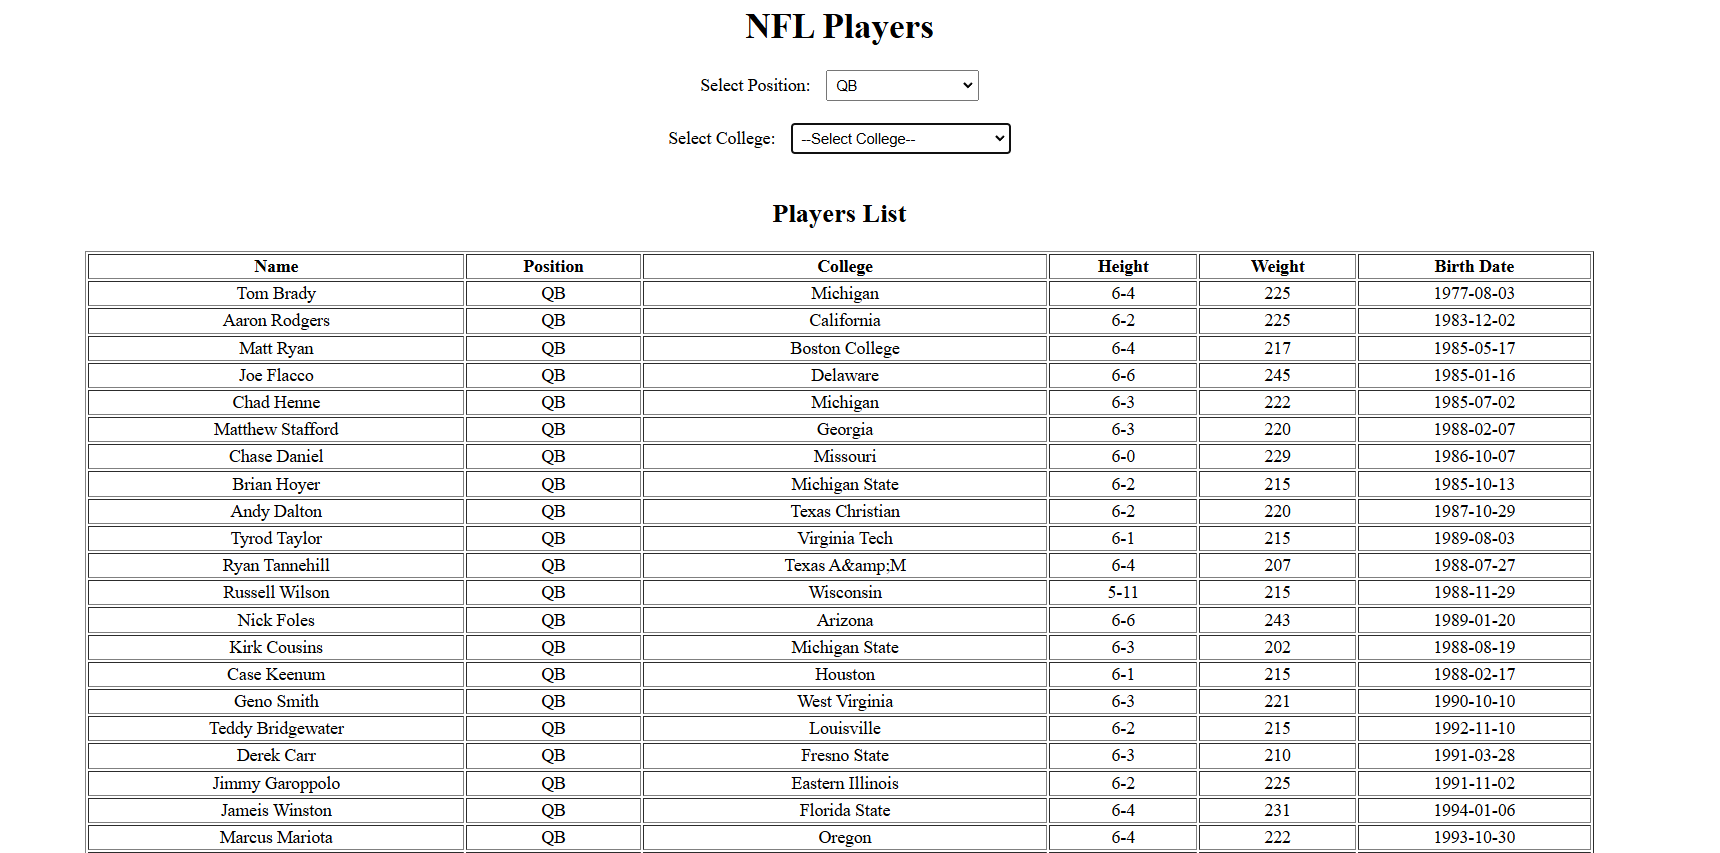 NFL Players
Select Position: QB
Select College: --Select College--
Players List
Name Position College Height Weight Birth Date
Tom Brady QB Michigan 6-4 225 1977-08-03
Aaron Rodgers QB California 6-2 225 1983-12-02
Matt Ryan QB Boston College 6-4 217 1985-05-17
Joe Flacco QB Delaware 6-6 245 1985-01-16
Chad Henne QB Michigan 6-3 222 1985-07-02
Matthew Stafford QB Georgia 6-3 220 1988-02-07
Chase Daniel QB Missouri 6-0 229 1986-10-07
Brian Hoyer QB Michigan State 6-2 215 1985-10-13
Andy Dalton QB Texas Christian 6-2 220 1987-10-29
Tyrod Taylor QB Virginia Tech 6-1 215 1989-08-03
Ryan Tannehill QB Texas A&amp;M 6-4 207 1988-07-27
Russell Wilson QB Wisconsin 5-11 215 1988-11-29
Nick Foles QB Arizona 6-6 243 1989-01-20
Kirk Cousins QB Michigan State 6-3 202 1988-08-19
Case Keenum QB Houston 6-1 215 1988-02-17
Geno Smith QB West Virginia 6-3 221 1990-10-10
Teddy Bridgewater QB Louisville 6-2 215 1992-11-10
Derek Carr QB Fresno State 6-3 210 1991-03-28
Jimmy Garoppolo QB Eastern Illinois 6-2 225 1991-11-02
Jameis Winston QB Florida State 6-4 231 1994-01-06
Marcus Mariota QB Oregon 6-4 222 1993-10-30